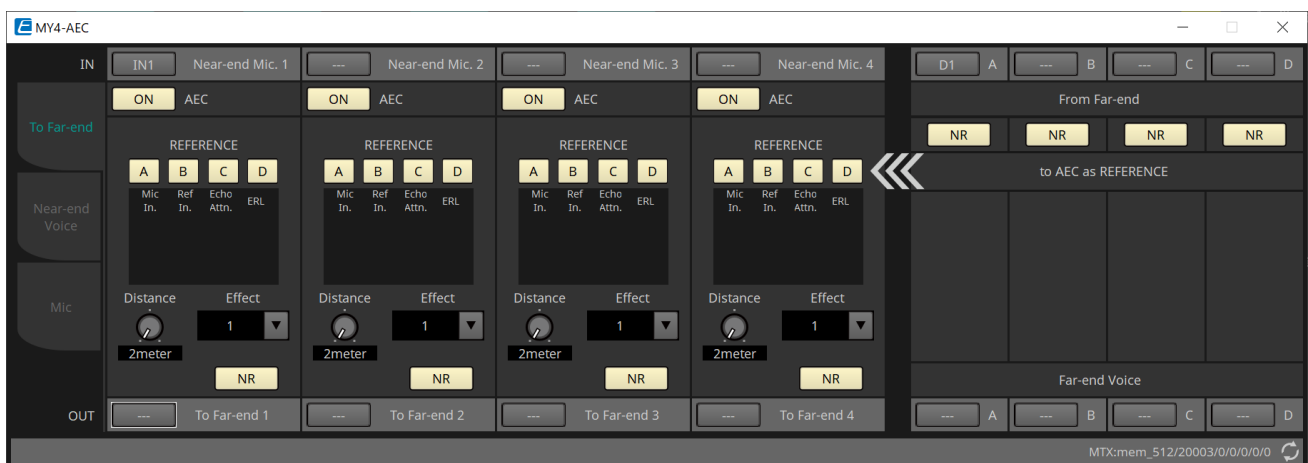 MY4-AEC
IN IN1 Near-end Mic. 1 --- Near-end Mic. 2 --- Near-end Mic. 3 --- Near-end Mic. 4 D1 A --- B --- C --- D
ON AEC ON AEC ON AEC ON AEC From Far-end
To Far-end
NR NR NR NR
REFERENCE REFERENCE REFERENCE REFERENCE
A B C D A B C D A B C D A B C D to AEC as REFERENCE
Mic Ref Echo ERL Mic Ref Echo ERL Mic Ref Echo ERL Mic Ref Echo ERL
In. In. Attn. In. In. Attn. In. In. Attn. In. In. Attn.
Near-end
Voice
Mic
Distance Effect Distance Effect Distance Effect Distance Effect
1 1 1 1
2meter 2meter 2meter 2meter
NR NR NR NR Far-end Voice
OUT --- To Far-end 1 --- To Far-end 2 --- To Far-end 3 --- To Far-end 4 --- A --- B --- C --- D
MTX:mem_512/20003/0/0/0/0/0